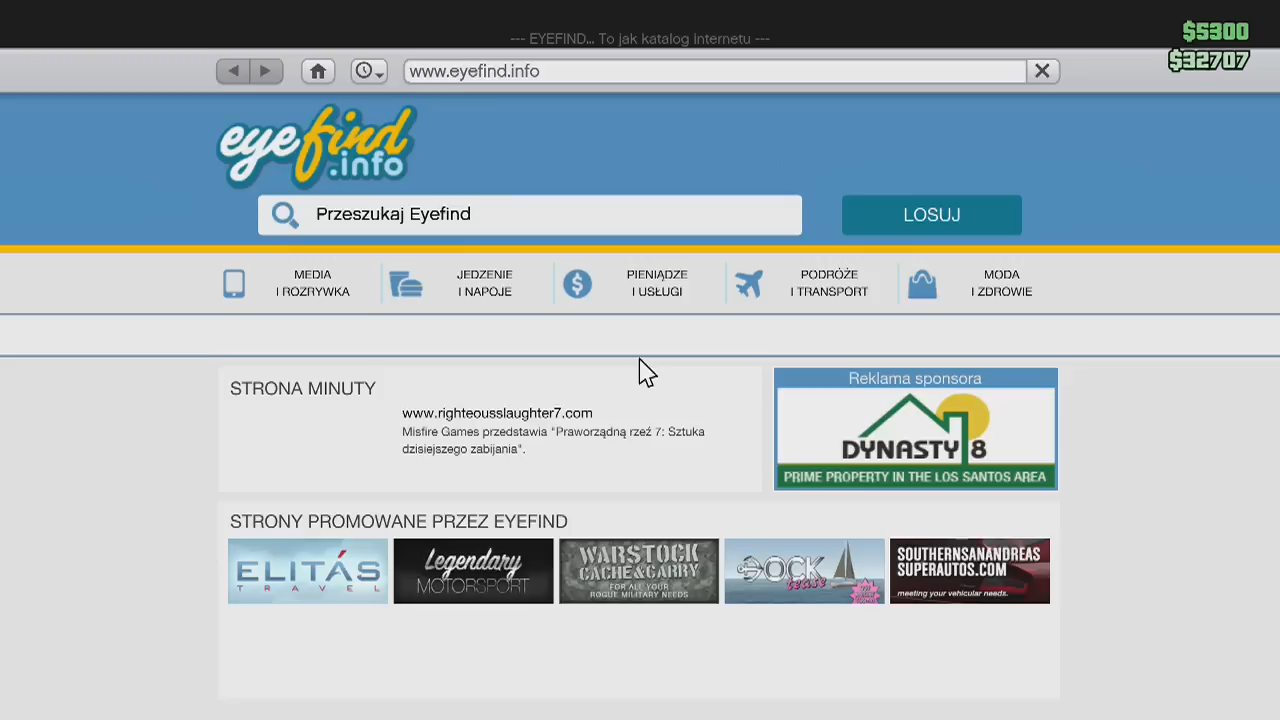 --- EYEFIND... To jak katalog internetu ---
$5300
$32707
www.eyefind.info
eyefind
.info
Przeszukaj Eyefind
LOSUJ
MEDIA
I ROZRYWKA
JEDZENIE
I NAPOJE
PIENIĄDZE
I USŁUGI
PODRÓŻE
I TRANSPORT
MODA
I ZDROWIE
STRONA MINUTY
www.righteousslaughter7.com
Misfire Games przedstawia "Praworządną rzeź 7: Sztuka
dzisiejszego zabijania".
Reklama sponsora
DYNASTY 8
PRIME PROPERTY IN THE LOS SANTOS AREA
STRONY PROMOWANE PRZEZ EYEFIND
ELITÁS
TRAVEL
Legendary
MOTORSPORT
WARSTOCK
CACHE&CARRY
FOR ALL YOUR
ROGUE MILITARY NEEDS
DOCK
tease
SOUTHERNSANANDREAS
SUPERAUTOS.COM
meeting your vehicular needs.